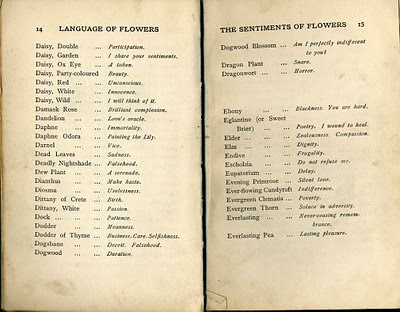 14 LANGUAGE OF FLOWERS
Daisy, Double ... Participation.
Daisy, Garden ... I share your sentiments.
Daisy, Ox Eye ... A token.
Daisy, Party-coloured Beauty.
Daisy, Red ... ... Unconscious.
Daisy, White ... Innocence.
Daisy, Wild ... ... I will think of it.
Damask Rose ... Brilliant complexion.
Dandelion ... ... Love's oracle.
Daphne ... ... Immortality.
Daphne Odora ... Painting the Lily.
Darnel ... ... Vice.
Dead Leaves ... Sadness.
Deadly Nightshade ... Falsehood.
Dew Plant ... ... A serenade.
Dianthus ... ... Make haste.
Diosma ... ... Uselessness.
Dittany of Crete ... Birth.
Dittany, White ... Passion.
Dock ... ... ... Patience.
Dodder ... ... Meanness.
Dodder of Thyme ... Business. Care. Selfishness.
Dogsbane ... ... Deceit. Falsehood.
Dogwood ... ... Duration.
THE SENTIMENTS OF FLOWERS 15
Dogwood Blossom ... Am I perfectly indifferent
to you?
Dragon Plant ... Snare.
Dragonwort ... ... Horror.
Ebony ... ... Blackness. You are hard.
Eglantine (or Sweet
Brier) ... ... Poetry. I wound to heal.
Elder ... ... ... Zealousness. Compassion.
Elm ... ... ... Dignity.
Endive ... ... Frugality.
Escholzia ... ... Do not refuse me.
Eupatorium ... ... Delay.
Evening Primrose ... Silent love.
Ever-flowing Candytuft Indifference.
Evergreen Clematis ... Poverty.
Evergreen Thorn ... Solace in adversity.
Everlasting ... ... Never-ceasing remem-
brance.
Everlasting Pea ... Lasting pleasure.